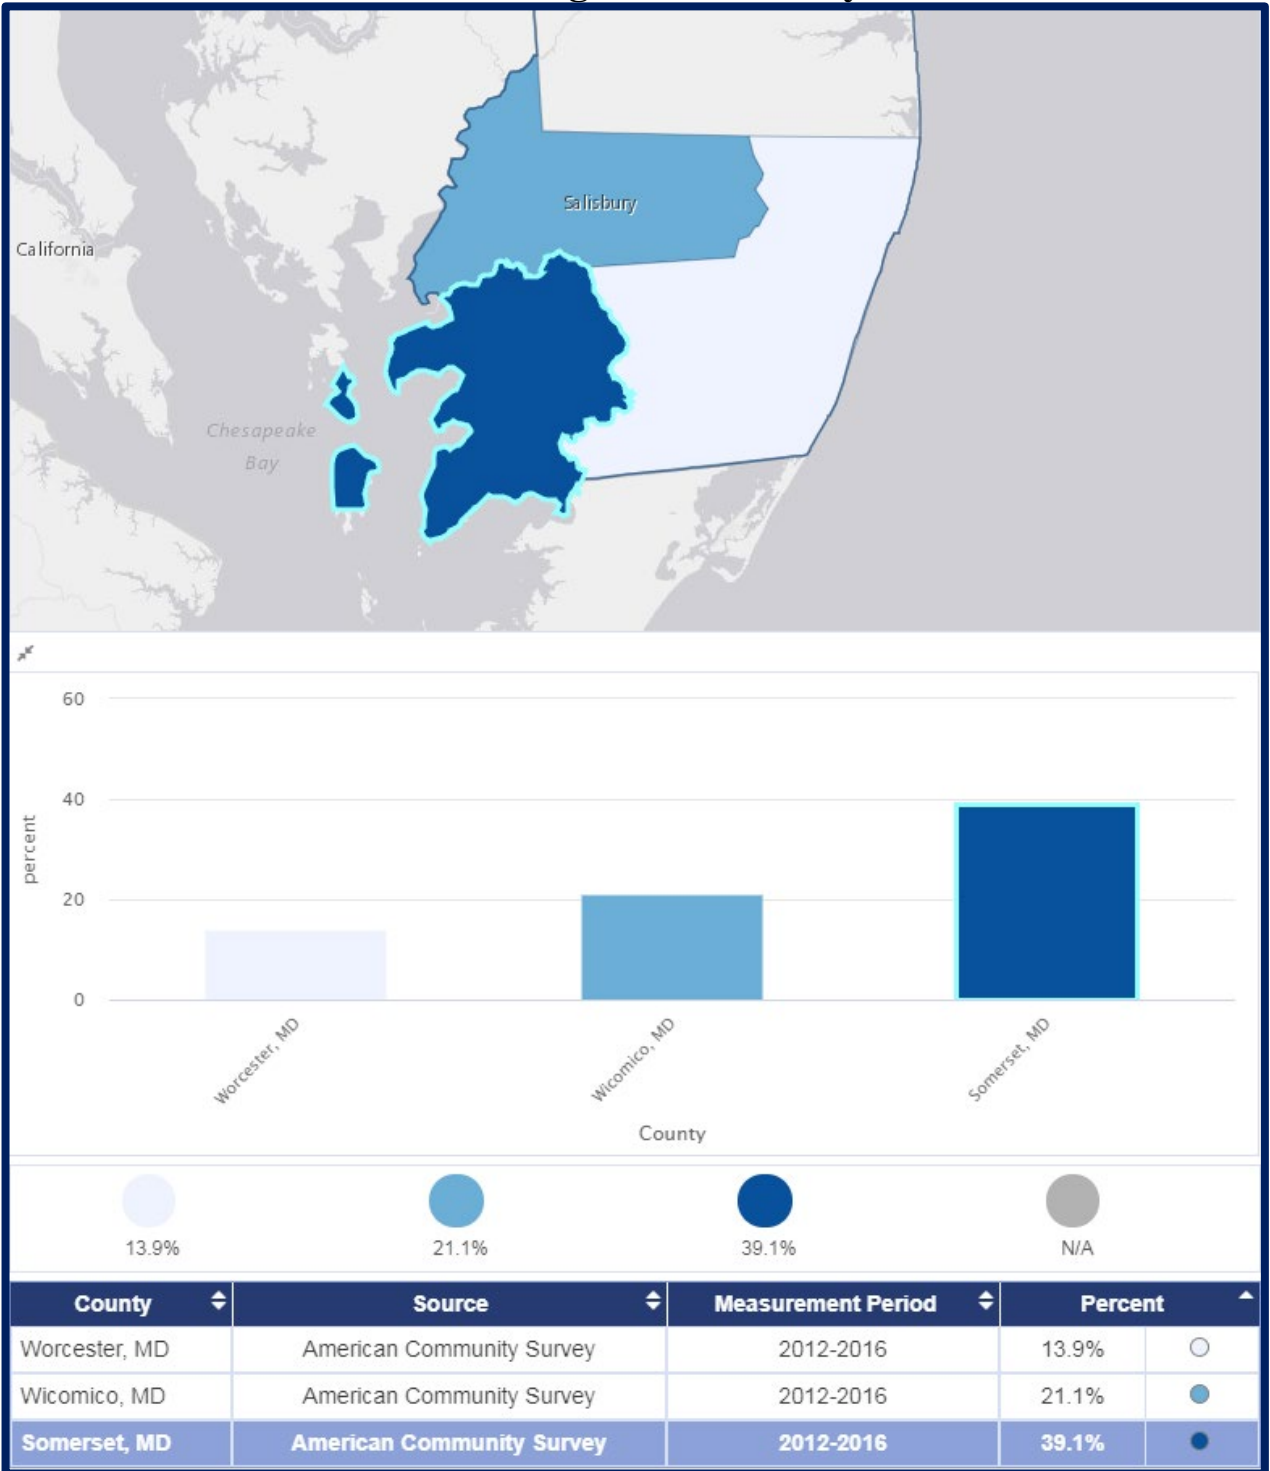 Salisbury
California
Chesapeake
Bay
60
40
20
0
percent
Worcester, MD
Wicomico, MD
Somerset, MD
County
13.9%
21.1%
39.1%
N/A
County Source Measurement Period Percent
Worcester, MD American Community Survey 2012-2016 13.9%
Wicomico, MD American Community Survey 2012-2016 21.1%
Somerset, MD American Community Survey 2012-2016 39.1%